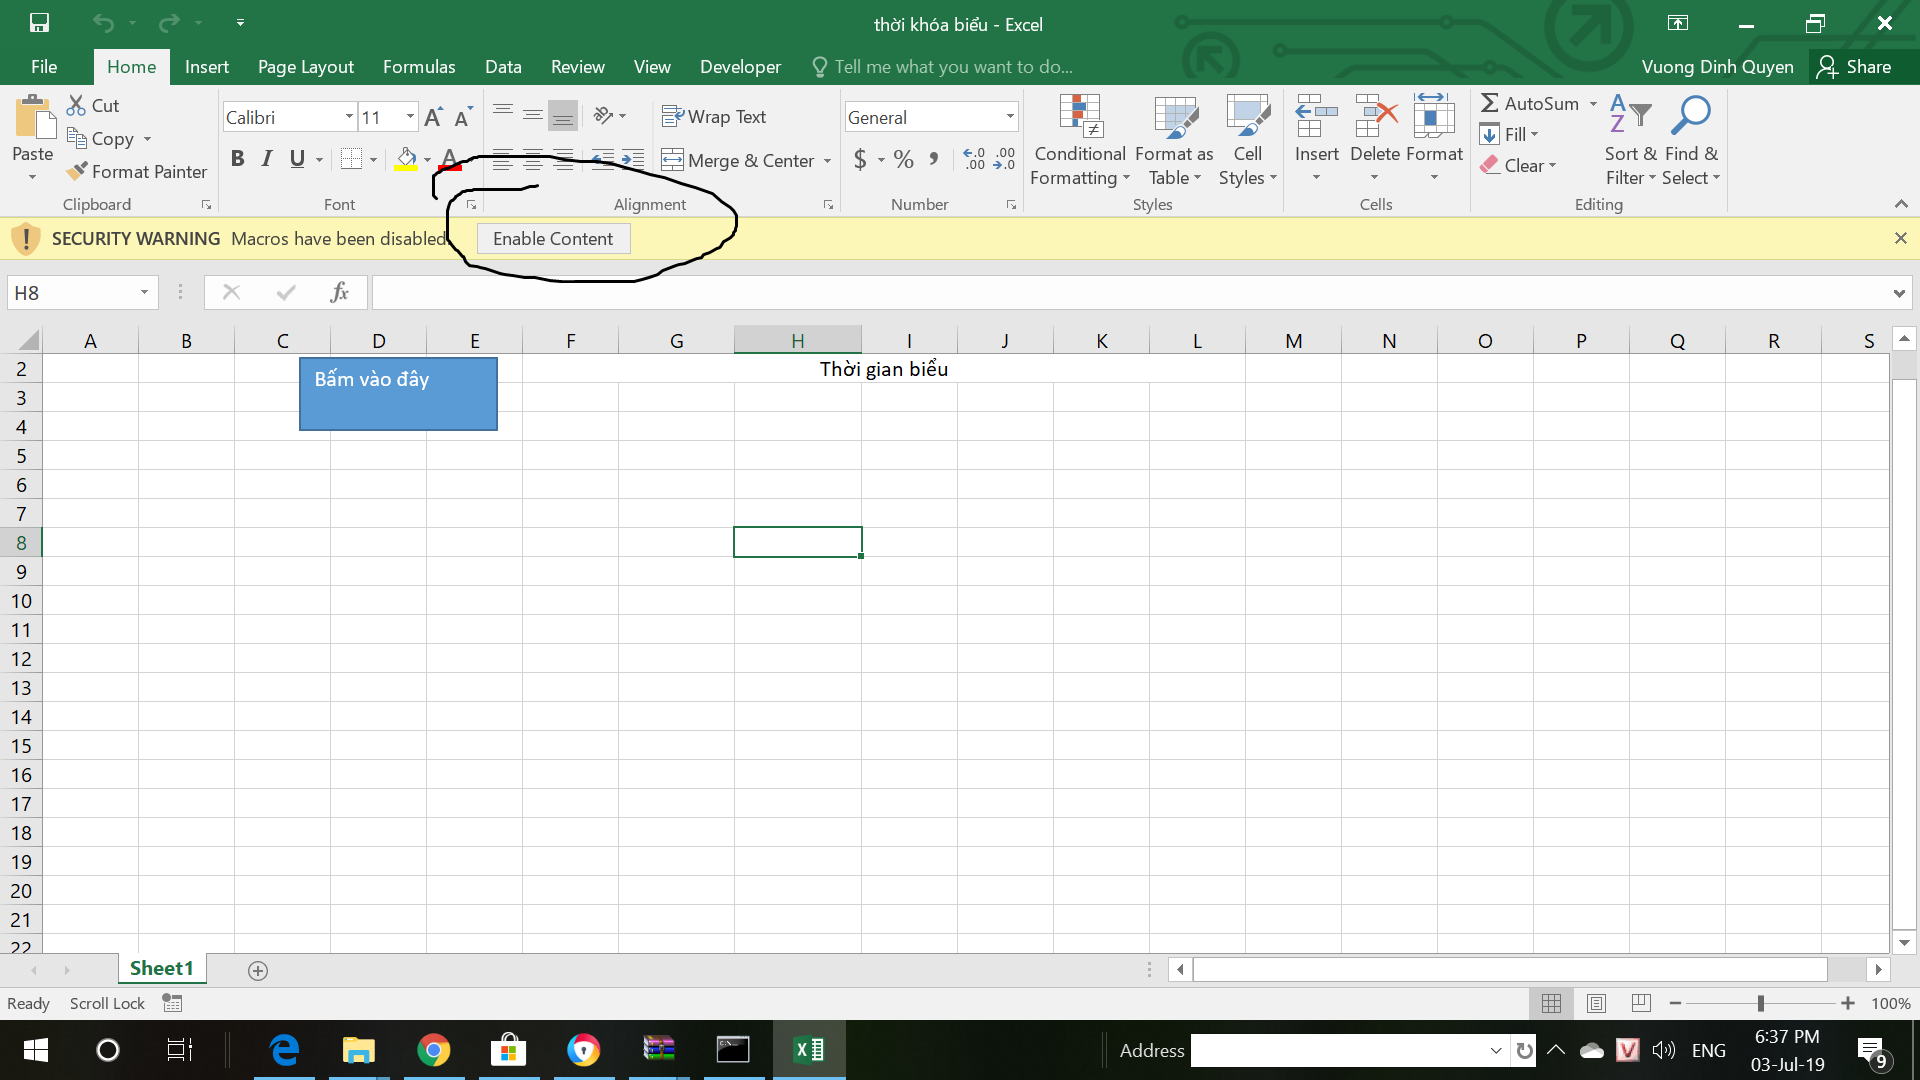 thời khóa biểu - Excel
File Home Insert Page Layout Formulas Data Review View Developer Tell me what you want to do... Vuong Dinh Quyen Share
Paste
Cut
Copy
Format Painter
Clipboard
Calibri 11
B I U A
Font
Wrap Text
Merge & Center
Alignment
General
$ % , .0 .00 .00 .0
Number
Conditional Formatting
Format as Table
Cell Styles
Styles
Insert Delete Format
Cells
AutoSum
Fill
Clear
Sort & Filter
Find & Select
Editing
SECURITY WARNING Macros have been disabled Enable Content
H8 fx
A B C D E F G H I J K L M N O P Q R S
2 Thời gian biểu
Bấm vào đây
3
4
5
6
7
8
9
10
11
12
13
14
15
16
17
18
19
20
21
22
Sheet1
Ready Scroll Lock 100%
Address ENG 6:37 PM
03-Jul-19 9